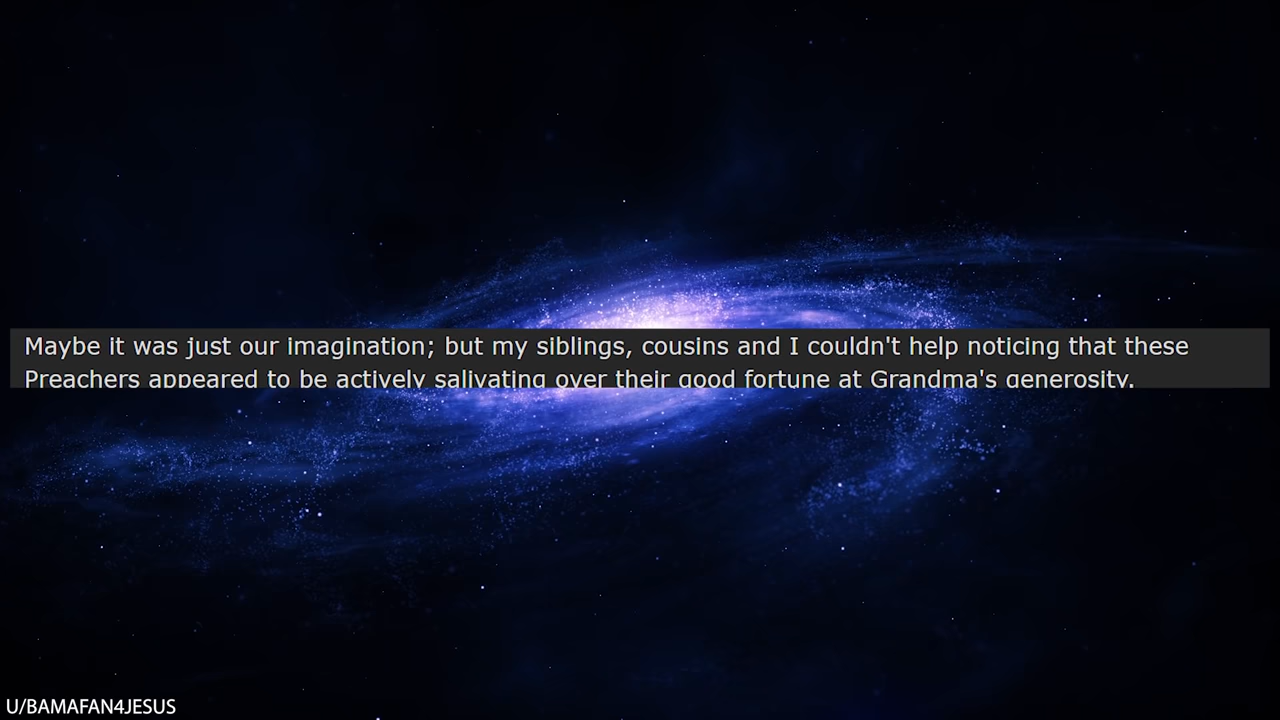 Maybe it was just our imagination; but my siblings, cousins and I couldn't help noticing that these
Preachers appeared to be actively salivating over their good fortune at Grandma's generosity.
U/BAMAFAN4JESUS